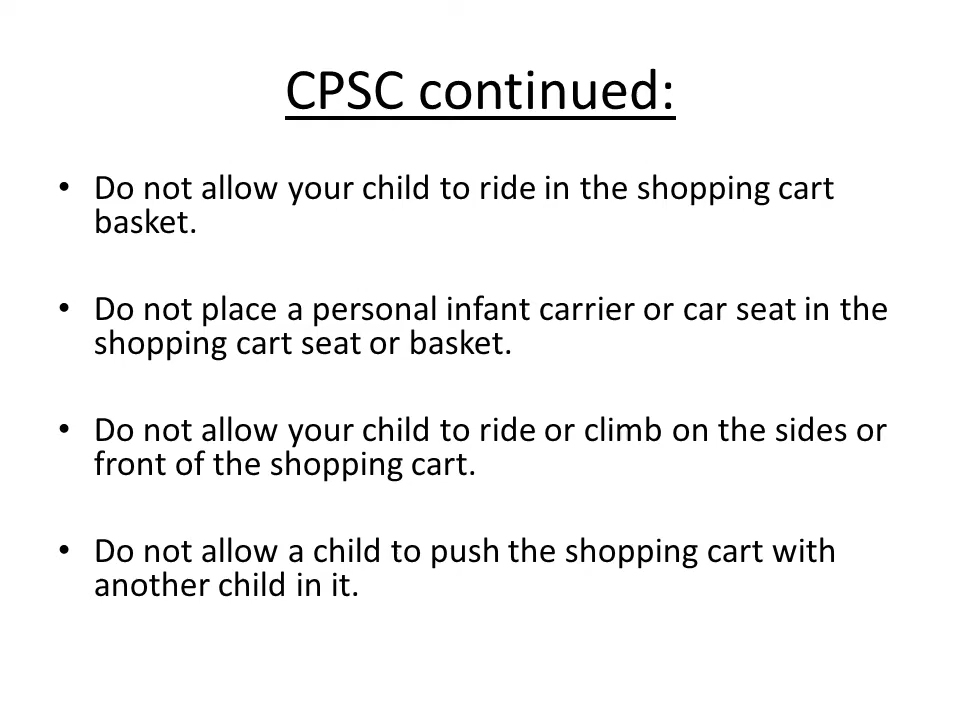 CPSC continued:
• Do not allow your child to ride in the shopping cart
basket.
• Do not place a personal infant carrier or car seat in the
shopping cart seat or basket.
• Do not allow your child to ride or climb on the sides or
front of the shopping cart.
• Do not allow a child to push the shopping cart with
another child in it.